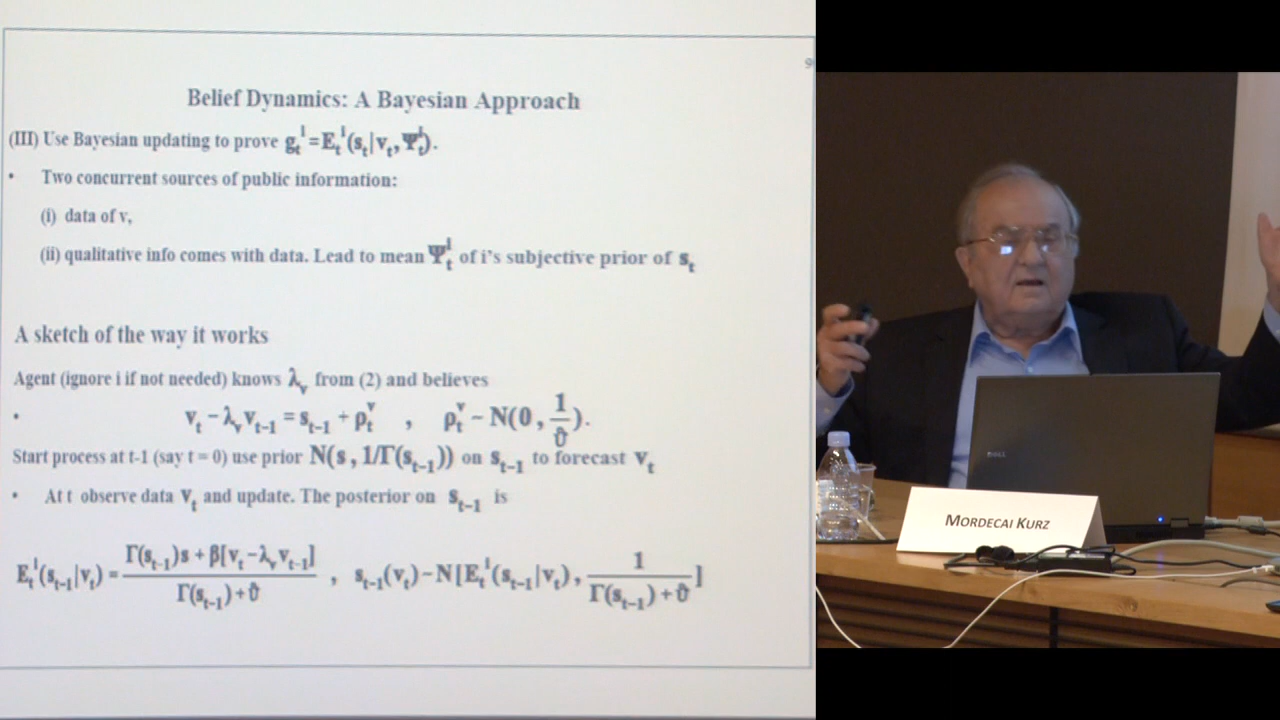 9
Belief Dynamics: A Bayesian Approach
(III) Use Bayesian updating to prove gₜⁱ = Eₜⁱ(sₜ|vₜ,Ψₜⁱ).
• Two concurrent sources of public information:
(i) data of vₜ
(ii) qualitative info comes with data. Lead to mean Ψₜⁱ of i's subjective prior of sₜ
A sketch of the way it works
Agent (ignore i if not needed) knows λᵥ from (2) and believes
• vₜ − λᵥvₜ₋₁ = sₜ₋₁ + ρₜᵛ , ρₜᵛ ~ N(0, 1/ϑ).
Start process at t-1 (say t = 0) use prior N(s, 1/Γ(sₜ₋₁)) on sₜ₋₁ to forecast vₜ
• At t observe data vₜ and update. The posterior on sₜ₋₁ is
Eₜⁱ(sₜ₋₁|vₜ) = (Γ(sₜ₋₁)s + β[vₜ − λᵥvₜ₋₁]) / (Γ(sₜ₋₁) + ϑ) , sₜ₋₁(vₜ) ~ N[Eₜⁱ(sₜ₋₁|vₜ), 1 / (Γ(sₜ₋₁) + ϑ)]
DELL
MORDECAI KURZ